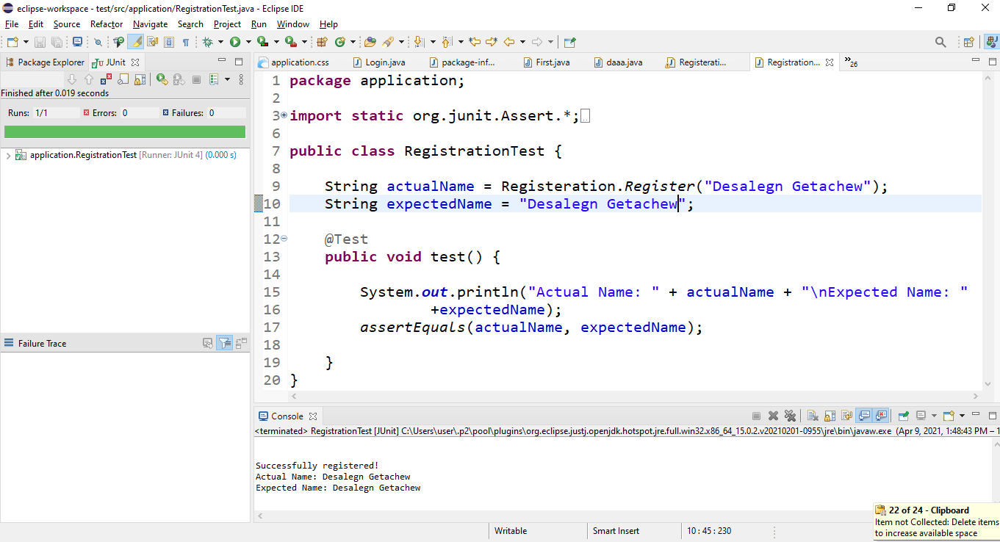 eclipse-workspace - test/src/application/RegistrationTest.java - Eclipse IDE
File Edit Source Refactor Navigate Search Project Run Window Help
Package Explorer JUnit
Finished after 0.019 seconds
Runs: 1/1 Errors: 0 Failures: 0
application.RegistrationTest [Runner: JUnit 4] (0.000 s)
Failure Trace
application.css Login.java package-inf... First.java daaa.java Registerati... Registration... »26
1 package application;
2
3 import static org.junit.Assert.*;
6
7 public class RegistrationTest {
8
9 String actualName = Registeration.Register("Desalegn Getachew");
10 String expectedName = "Desalegn Getachew";
11
12 @Test
13 public void test() {
14
15 System.out.println("Actual Name: " + actualName + "\nExpected Name: "
16 +expectedName);
17 assertEquals(actualName, expectedName);
18
19 }
20 }
Console
<terminated> RegistrationTest [JUnit] C:\Users\user\.p2\pool\plugins\org.eclipse.justj.openjdk.hotspot.jre.full.win32.x86_64_15.0.2.v20210201-0955\jre\bin\javaw.exe (Apr 9, 2021, 1:48:43 PM – 1
Successfully registered!
Actual Name: Desalegn Getachew
Expected Name: Desalegn Getachew
22 of 24 - Clipboard
Item not Collected: Delete items
to increase available space
Writable Smart Insert 10 : 45 : 230